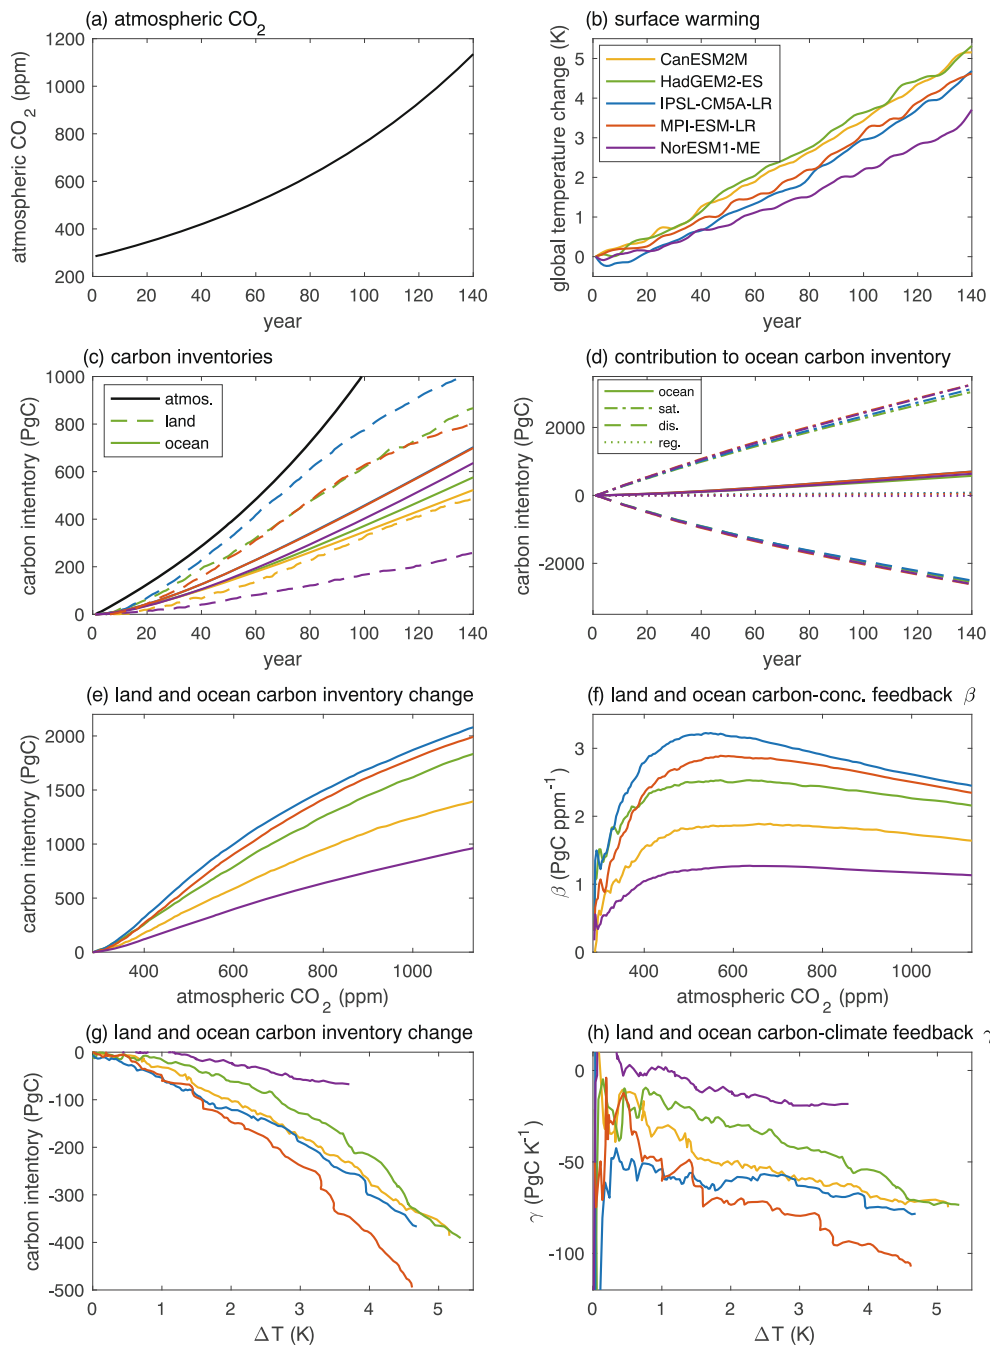 (a) atmospheric CO2
1200
1000
800
600
400
200
atmospheric CO2 (ppm)
0 20 40 60 80 100 120 140
year
(b) surface warming
5
4
3
2
1
0
global temperature change (K)
CanESM2M
HadGEM2-ES
IPSL-CM5A-LR
MPI-ESM-LR
NorESM1-ME
0 20 40 60 80 100 120 140
year
(c) carbon inventories
1000
800
600
400
200
0
carbon inventory (PgC)
atmos.
land
ocean
0 20 40 60 80 100 120 140
year
(d) contribution to ocean carbon inventory
2000
0
-2000
carbon intentory (PgC)
ocean
sat.
dis.
reg.
0 20 40 60 80 100 120 140
year
(e) land and ocean carbon inventory change
2000
1500
1000
500
0
carbon inventory (PgC)
400 600 800 1000
atmospheric CO2 (ppm)
(f) land and ocean carbon-conc. feedback β
3
2
1
0
β (PgC ppm-1 )
400 600 800 1000
atmospheric CO2 (ppm)
(g) land and ocean carbon inventory change
0
-100
-200
-300
-400
-500
carbon inventory (PgC)
0 1 2 3 4 5
ΔT (K)
(h) land and ocean carbon-climate feedback γ
0
-50
-100
γ (PgC K-1)
0 1 2 3 4 5
ΔT (K)